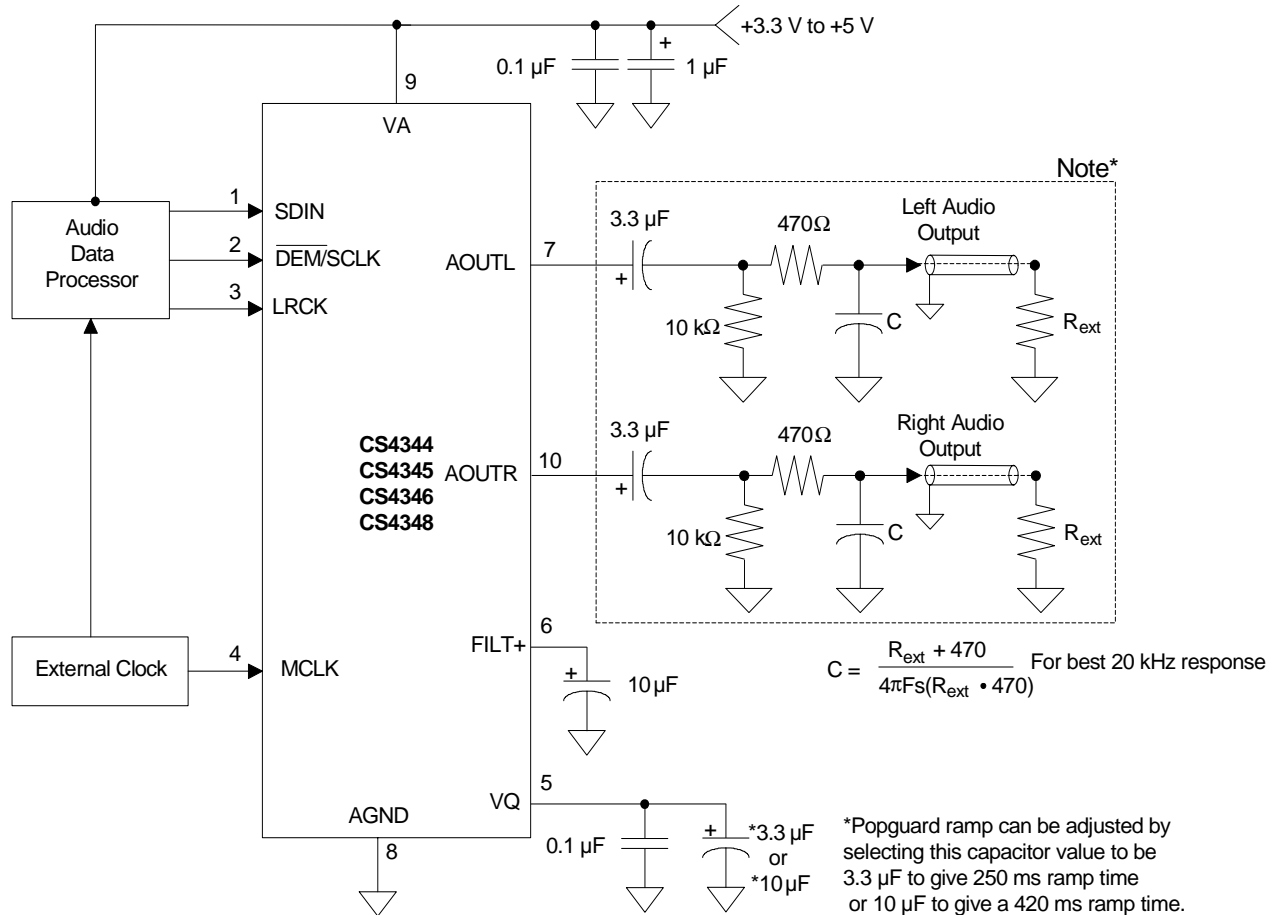 +3.3 V to +5 V
0.1 µF
+
1 µF
9
VA
Note*
Audio
Data
Processor
1
SDIN
2
DEM/SCLK
3
LRCK
AOUTL
7
3.3 µF
+
470Ω
Left Audio
Output
10 kΩ
C
Rext
CS4344
CS4345
CS4346
CS4348
AOUTR
10
3.3 µF
+
470Ω
Right Audio
Output
10 kΩ
C
Rext
External Clock
4
MCLK
FILT+
6
+
10 µF
C = Rext + 470
4πFs(Rext • 470)
For best 20 kHz response
VQ
5
AGND
8
0.1 µF
+
*3.3 µF
or
*10 µF
*Popguard ramp can be adjusted by
selecting this capacitor value to be
3.3 µF to give 250 ms ramp time
or 10 µF to give a 420 ms ramp time.